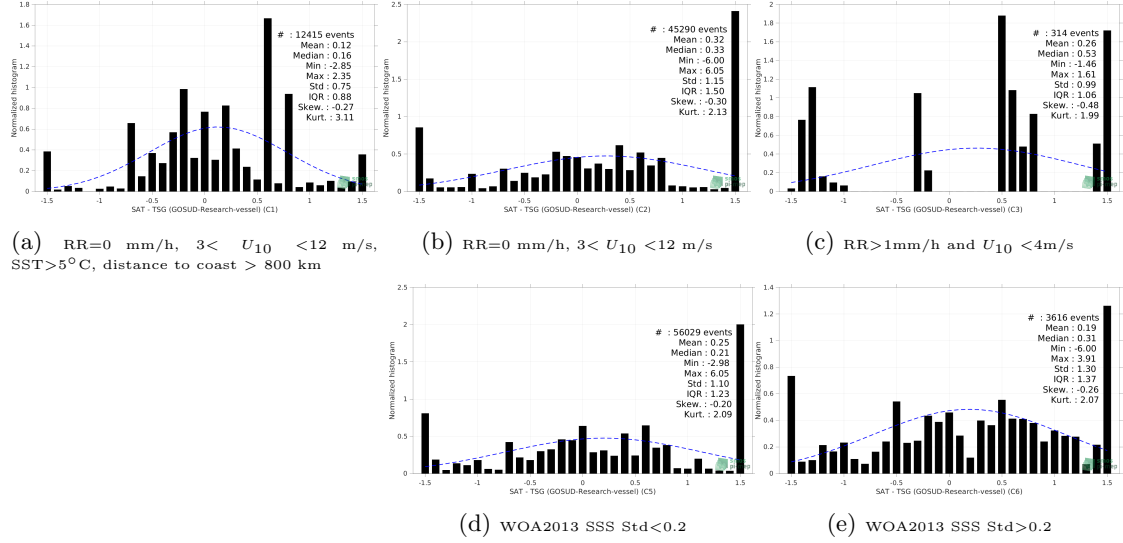 1.8
1.6
1.4
1.2
1
0.8
0.6
0.4
0.2
0
Normalized histogram
# : 12415 events
Mean : 0.12
Median : 0.16
Min : -2.85
Max : 2.35
Std : 0.75
IQR : 0.88
Skew. : -0.27
Kurt. : 3.11
-1.5 -1 -0.5 0 0.5 1 1.5
SAT - TSG (GOSUD-Research-vessel) (C1)
(a) RR=0 mm/h, 3< U10 <12 m/s,
SST>5°C, distance to coast > 800 km
2.5
2
1.5
1
0.5
0
Normalized histogram
# : 45290 events
Mean : 0.32
Median : 0.33
Min : -6.00
Max : 6.05
Std : 1.15
IQR : 1.50
Skew. : -0.30
Kurt. : 2.13
-1.5 -1 -0.5 0 0.5 1 1.5
SAT - TSG (GOSUD-Research-vessel) (C2)
(b) RR=0 mm/h, 3< U10 <12 m/s
2
1.8
1.6
1.4
1.2
1
0.8
0.6
0.4
0.2
0
Normalized histogram
# : 314 events
Mean : 0.26
Median : 0.53
Min : -1.46
Max : 1.61
Std : 0.99
IQR : 1.06
Skew. : -0.48
Kurt. : 1.99
-1.5 -1 -0.5 0 0.5 1 1.5
SAT - TSG (GOSUD-Research-vessel) (C3)
(c) RR>1mm/h and U10 <4m/s
2.5
2
1.5
1
0.5
0
Normalized histogram
# : 56029 events
Mean : 0.25
Median : 0.21
Min : -2.98
Max : 6.05
Std : 1.10
IQR : 1.23
Skew. : -0.20
Kurt. : 2.09
-1.5 -1 -0.5 0 0.5 1 1.5
SAT - TSG (GOSUD-Research-vessel) (C5)
(d) WOA2013 SSS Std<0.2
1.4
1.2
1
0.8
0.6
0.4
0.2
0
Normalized histogram
# : 3616 events
Mean : 0.19
Median : 0.31
Min : -6.00
Max : 3.91
Std : 1.30
IQR : 1.37
Skew. : -0.26
Kurt. : 2.07
-1.5 -1 -0.5 0 0.5 1 1.5
SAT - TSG (GOSUD-Research-vessel) (C6)
(e) WOA2013 SSS Std>0.2